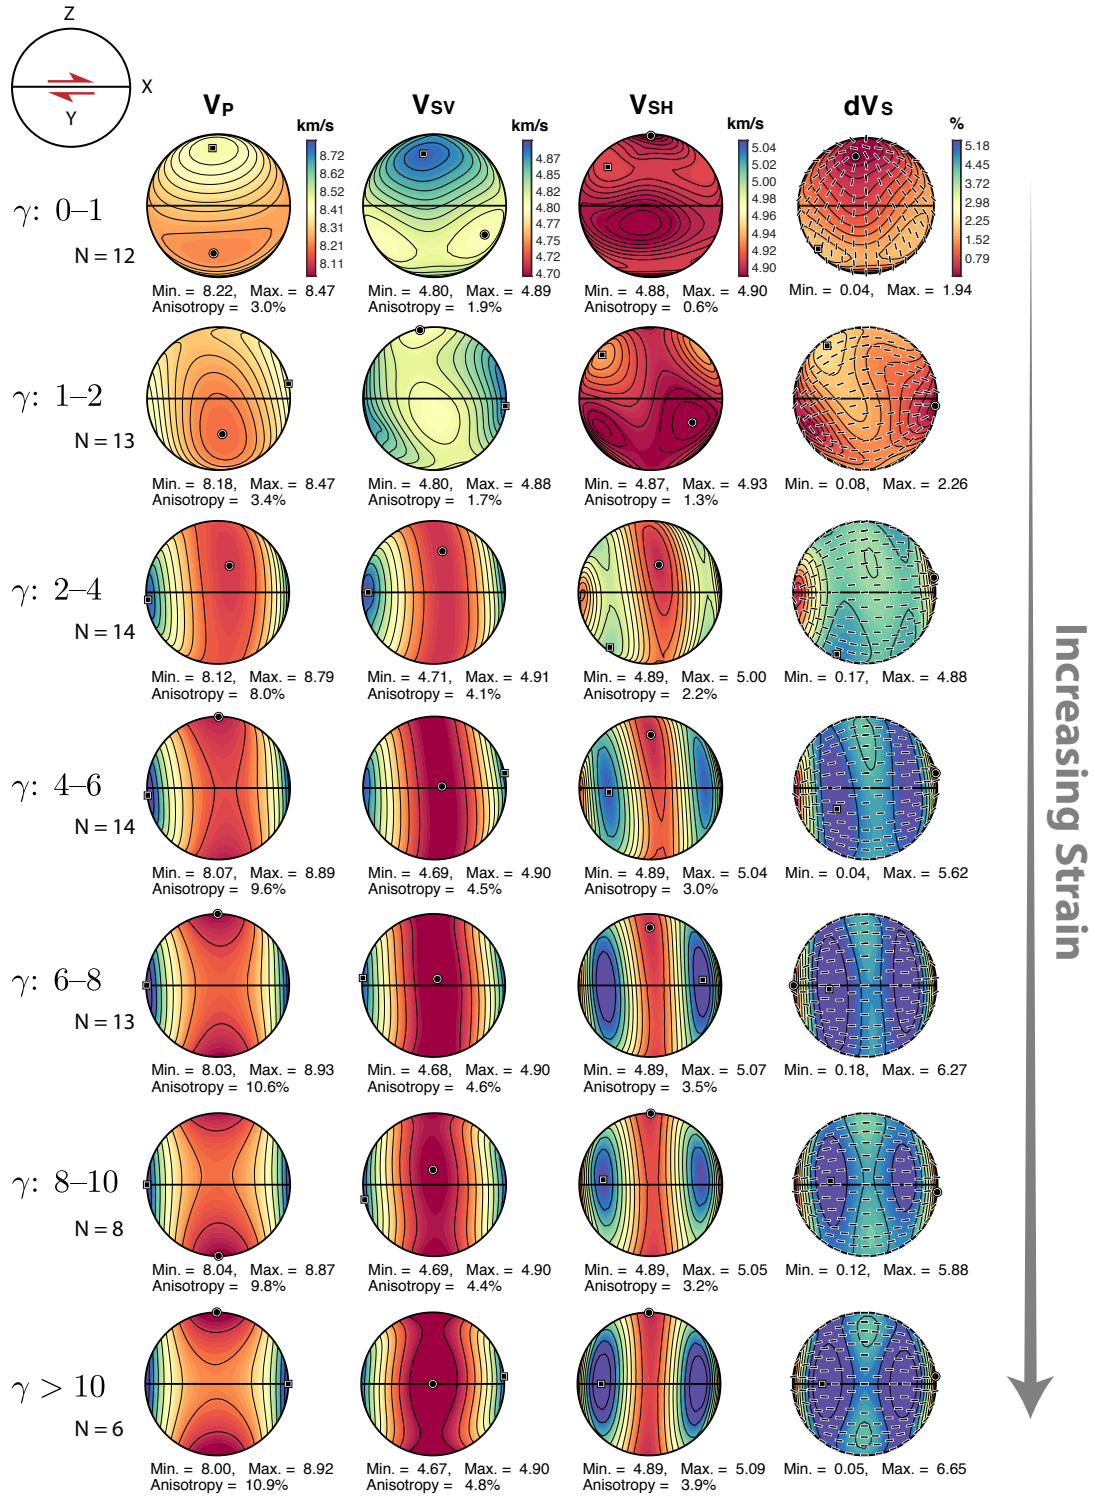 Z
X
Y
VP VSV VSH dVS
km/s km/s km/s %
8.72
8.62
8.52
8.41
8.31
8.21
8.11
4.87
4.85
4.82
4.80
4.77
4.75
4.72
4.70
5.04
5.02
5.00
4.98
4.96
4.94
4.92
4.90
5.18
4.45
3.72
2.98
2.25
1.52
0.79
γ: 0–1
N = 12
Min. = 8.22, Max. = 8.47 Min. = 4.80, Max. = 4.89 Min. = 4.88, Max. = 4.90 Min. = 0.04, Max. = 1.94
Anisotropy = 3.0% Anisotropy = 1.9% Anisotropy = 0.6%
γ: 1–2
N = 13
Min. = 8.18, Max. = 8.47 Min. = 4.80, Max. = 4.88 Min. = 4.87, Max. = 4.93 Min. = 0.08, Max. = 2.26
Anisotropy = 3.4% Anisotropy = 1.7% Anisotropy = 1.3%
γ: 2–4
N = 14
Min. = 8.12, Max. = 8.79 Min. = 4.71, Max. = 4.91 Min. = 4.89, Max. = 5.00 Min. = 0.17, Max. = 4.88
Anisotropy = 8.0% Anisotropy = 4.1% Anisotropy = 2.2%
γ: 4–6
N = 14
Min. = 8.07, Max. = 8.89 Min. = 4.69, Max. = 4.90 Min. = 4.89, Max. = 5.04 Min. = 0.04, Max. = 5.62
Anisotropy = 9.6% Anisotropy = 4.5% Anisotropy = 3.0%
γ: 6–8
N = 13
Min. = 8.03, Max. = 8.93 Min. = 4.68, Max. = 4.90 Min. = 4.89, Max. = 5.07 Min. = 0.18, Max. = 6.27
Anisotropy = 10.6% Anisotropy = 4.6% Anisotropy = 3.5%
γ: 8–10
N = 8
Min. = 8.04, Max. = 8.87 Min. = 4.69, Max. = 4.90 Min. = 4.89, Max. = 5.05 Min. = 0.12, Max. = 5.88
Anisotropy = 9.8% Anisotropy = 4.4% Anisotropy = 3.2%
γ > 10
N = 6
Min. = 8.00, Max. = 8.92 Min. = 4.67, Max. = 4.90 Min. = 4.89, Max. = 5.09 Min. = 0.05, Max. = 6.65
Anisotropy = 10.9% Anisotropy = 4.8% Anisotropy = 3.9%
Increasing Strain